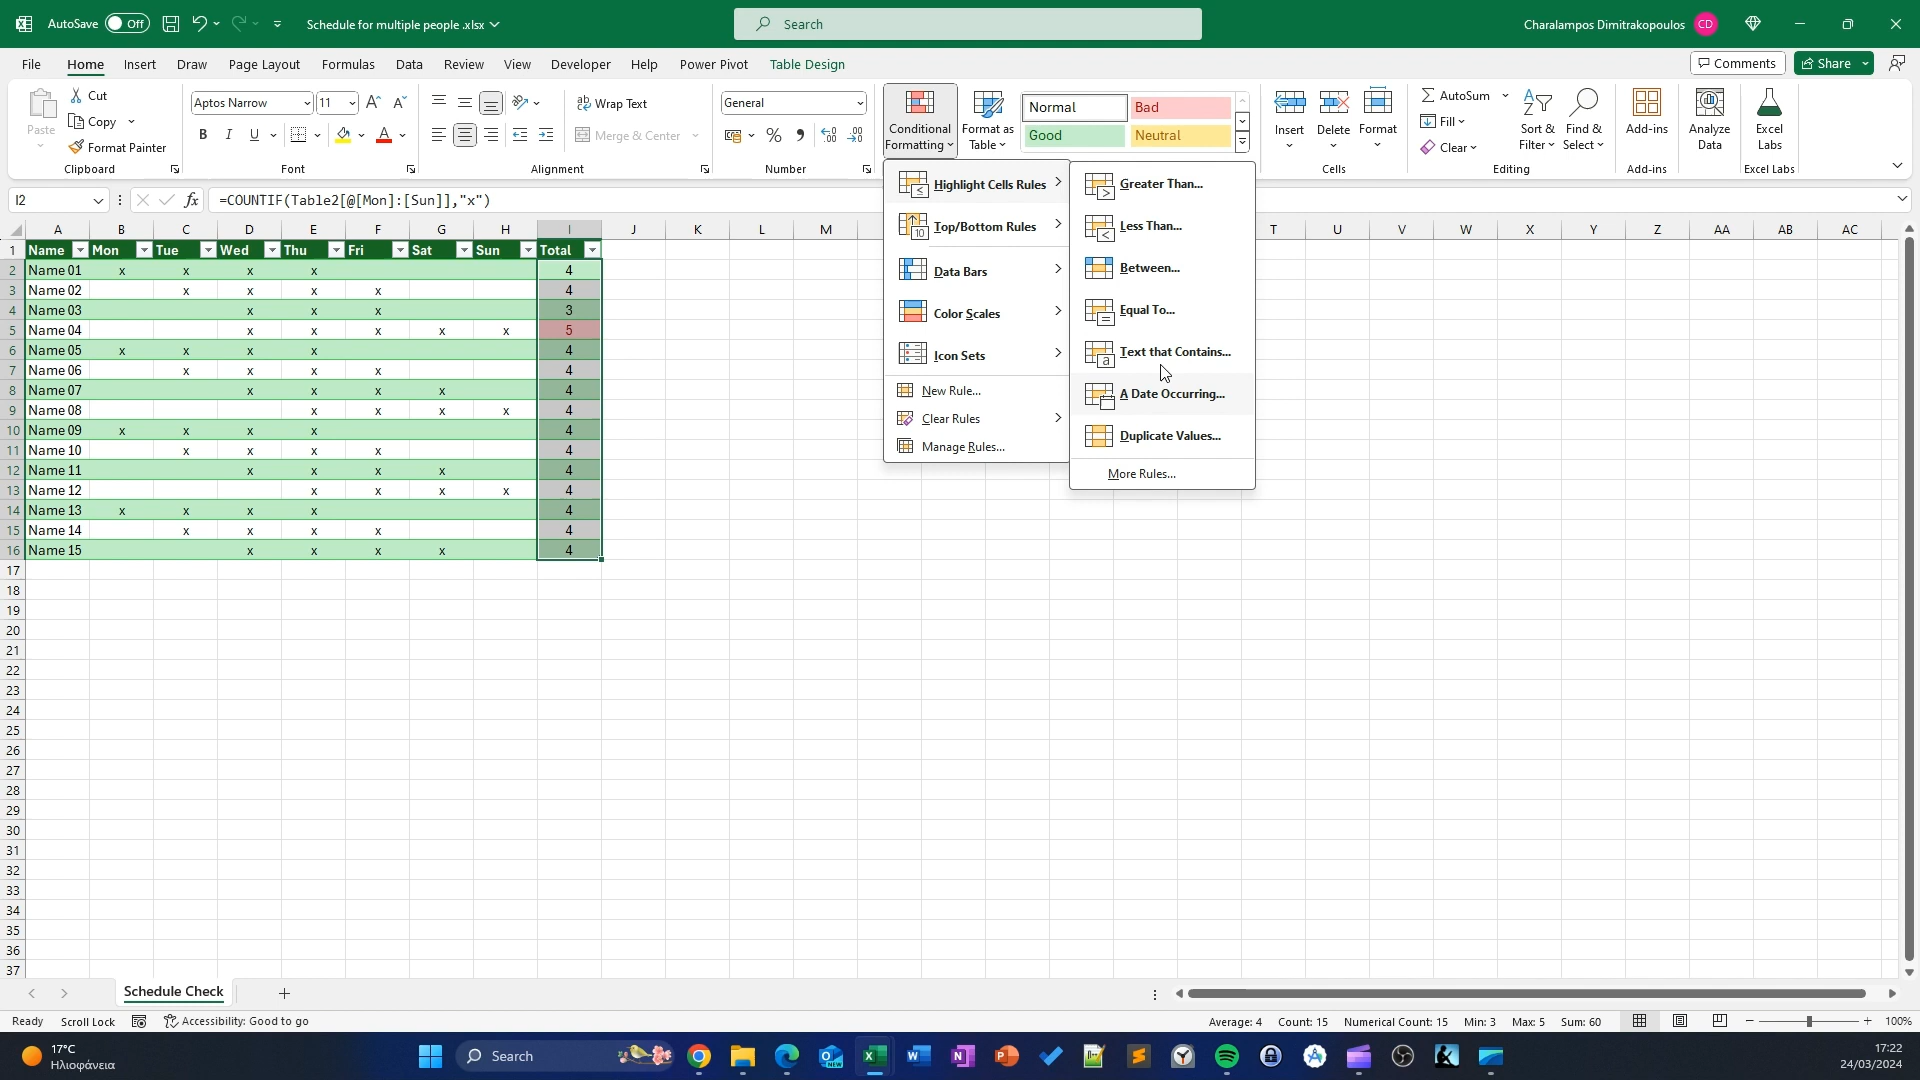 AutoSave Off Schedule for multiple people .xlsx Search Charalampos Dimitrakopoulos CD
File Home Insert Draw Page Layout Formulas Data Review View Developer Help Power Pivot Table Design Comments Share
Paste Cut Copy Format Painter Clipboard
Aptos Narrow 11 B I U A Font
Wrap Text Merge & Center Alignment
General Number
Conditional Formatting Format as Table Normal Bad Good Neutral
Insert Delete Format Cells
AutoSum Fill Clear Sort & Filter Find & Select Editing
Add-ins Add-ins
Analyze Data
Excel Labs Excel Labs
I2 fx =COUNTIF(Table2[@[Mon]:[Sun]],"x")
Highlight Cells Rules
Top/Bottom Rules
Data Bars
Color Scales
Icon Sets
New Rule...
Clear Rules
Manage Rules...
Greater Than...
Less Than...
Between...
Equal To...
Text that Contains...
A Date Occurring...
Duplicate Values...
More Rules...
A B C D E F G H I J K L M T U V W X Y Z AA AB AC
1 Name Mon Tue Wed Thu Fri Sat Sun Total
2 Name 01 x x x x 4
3 Name 02 x x x x 4
4 Name 03 x x x 3
5 Name 04 x x x x x 5
6 Name 05 x x x x 4
7 Name 06 x x x x 4
8 Name 07 x x x x 4
9 Name 08 x x x x 4
10 Name 09 x x x x 4
11 Name 10 x x x x 4
12 Name 11 x x x x 4
13 Name 12 x x x x 4
14 Name 13 x x x x 4
15 Name 14 x x x x 4
16 Name 15 x x x x 4
17
18
19
20
21
22
23
24
25
26
27
28
29
30
31
32
33
34
35
36
37
Schedule Check
Ready Scroll Lock Accessibility: Good to go Average: 4 Count: 15 Numerical Count: 15 Min: 3 Max: 5 Sum: 60 100%
17°C Search 17:22
Ηλιοφάνεια 24/03/2024